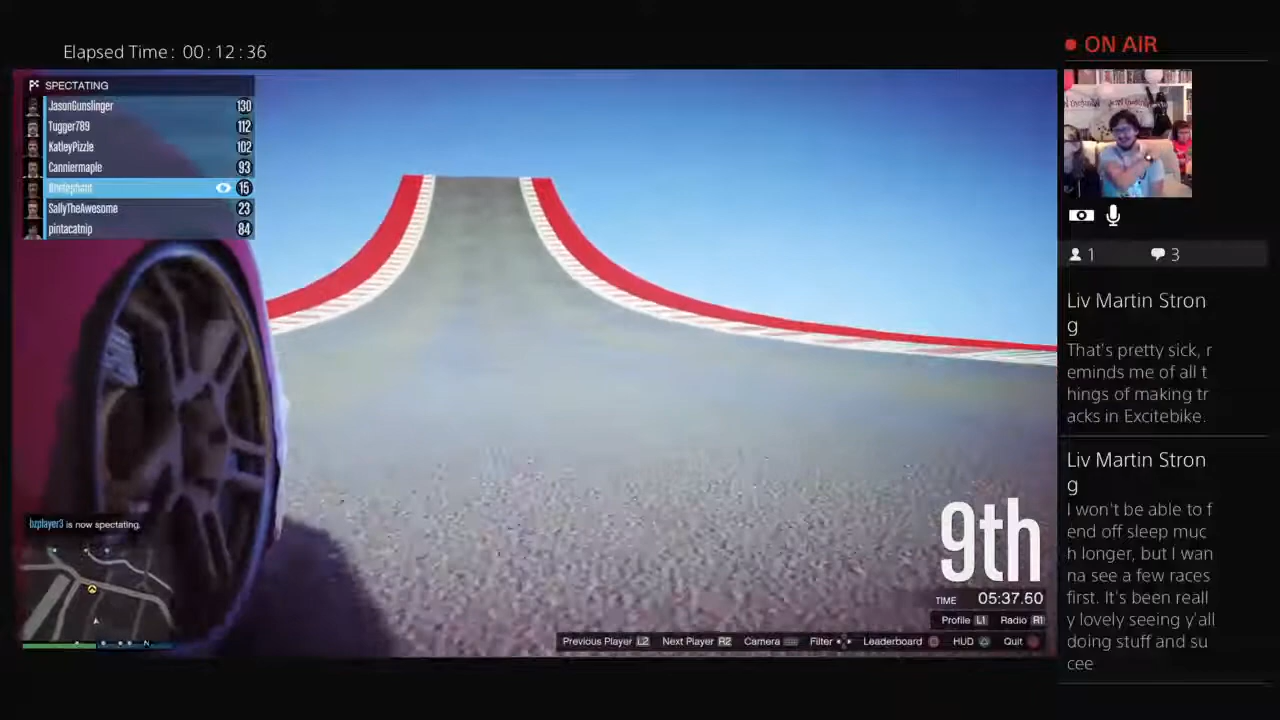 Elapsed Time: 00:12:36
ON AIR
SPECTATING
JasonGunslinger 130
Tugger789 112
KatleyPizzle 102
Canniermaple 93
15
SallyTheAwesome 23
pintacatnip 84
1 3
Liv Martin Stron
g
That's pretty sick, r
eminds me of all t
hings of making tr
acks in Excitebike.
Liv Martin Stron
g
I won't be able to f
end off sleep muc
h longer, but I wan
na see a few races
first. It's been reall
y lovely seeing y'all
doing stuff and su
cee
bzplayer3 is now spectating.
N
9th
TIME 05:37.60
Profile L1 Radio R1
Previous Player L2 Next Player R2 Camera Filter Leaderboard HUD Quit